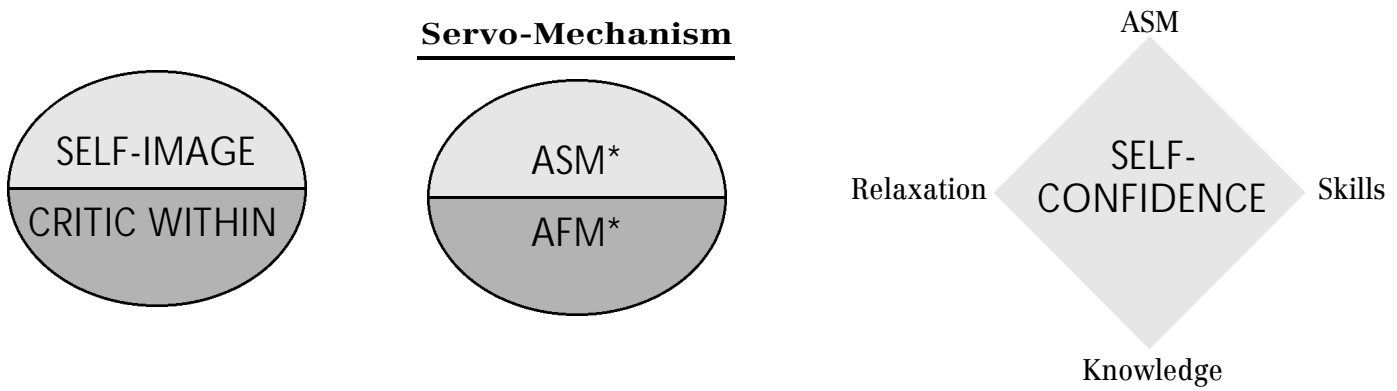 SELF-IMAGE
CRITIC WITHIN
Servo-Mechanism
ASM*
AFM*
ASM
Relaxation
SELF-
CONFIDENCE
Skills
Knowledge